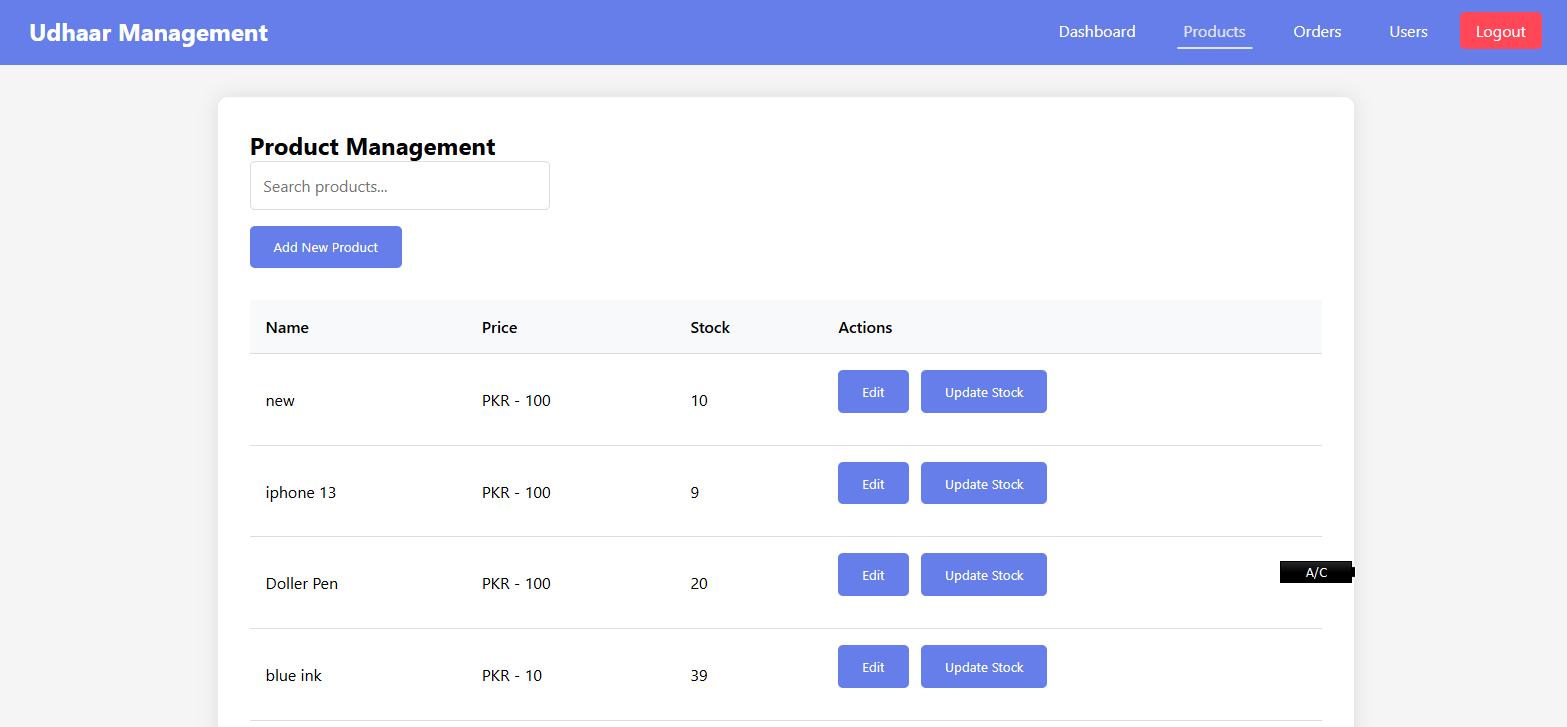 Udhaar Management Dashboard Products Orders Users Logout
Product Management
Search products...
Add New Product
Name Price Stock Actions
new PKR - 100 10 Edit Update Stock
iphone 13 PKR - 100 9 Edit Update Stock
Doller Pen PKR - 100 20 Edit Update Stock
A/C
blue ink PKR - 10 39 Edit Update Stock